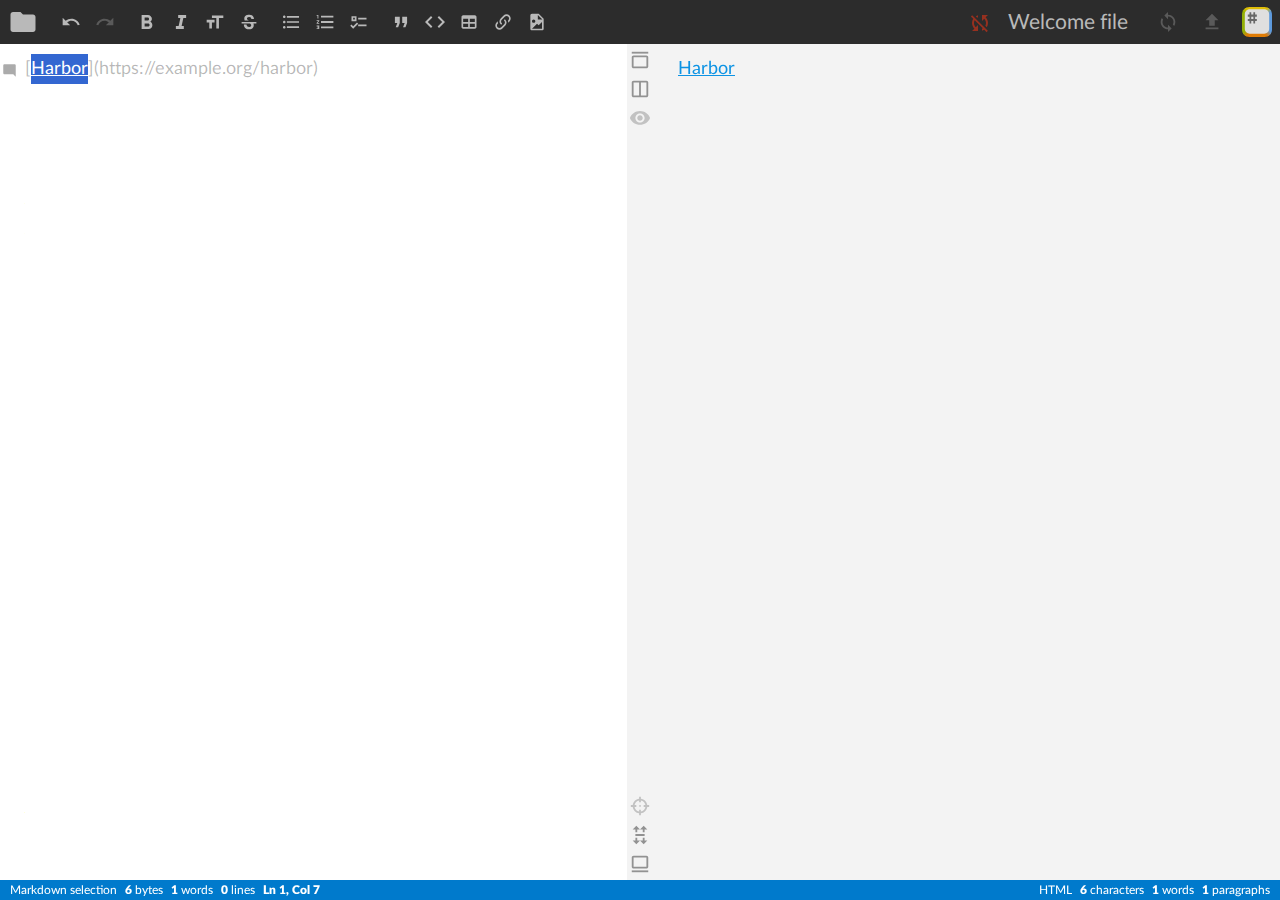 Welcome file
[Harbor](https://example.org/harbor)
Harbor
Markdown selection 6 bytes 1 words 0 lines Ln 1, Col 7
HTML 6 characters 1 words 1 paragraphs